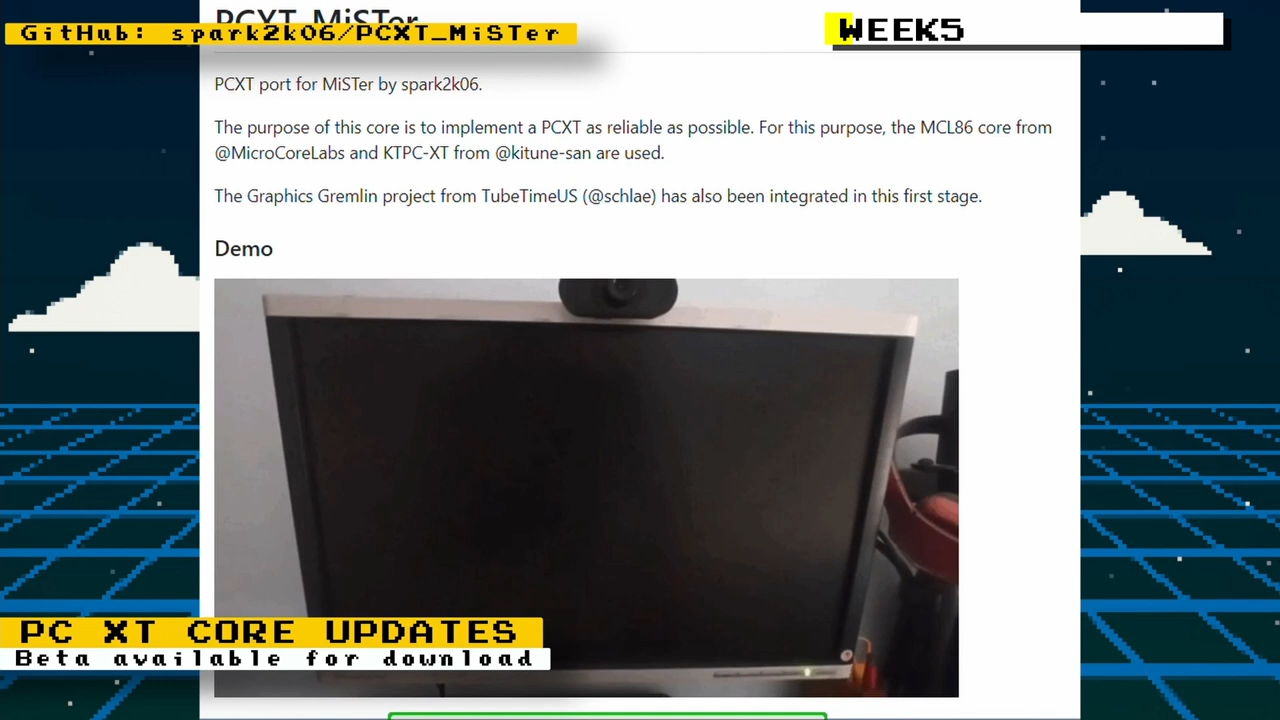 PCXT_MiSTer
GitHub: spark2k06/PCXT_MiSTer
WEEK5
PCXT port for MiSTer by spark2k06.
The purpose of this core is to implement a PCXT as reliable as possible. For this purpose, the MCL86 core from
@MicroCoreLabs and KTPC-XT from @kitune-san are used.
The Graphics Gremlin project from TubeTimeUS (@schlae) has also been integrated in this first stage.
Demo
PC XT CORE UPDATES
Beta available for download